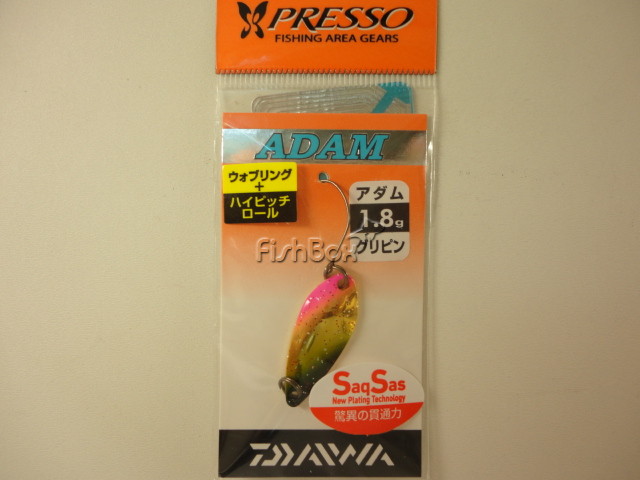 PRESSO
FISHING AREA GEARS
ADAM
ウォブリング
+
ハイピッチ
ロール
アダム
1.8g
グリピン
FishBox
SaqSas
New Plating Technology
驚異の貫通力
DAIWA